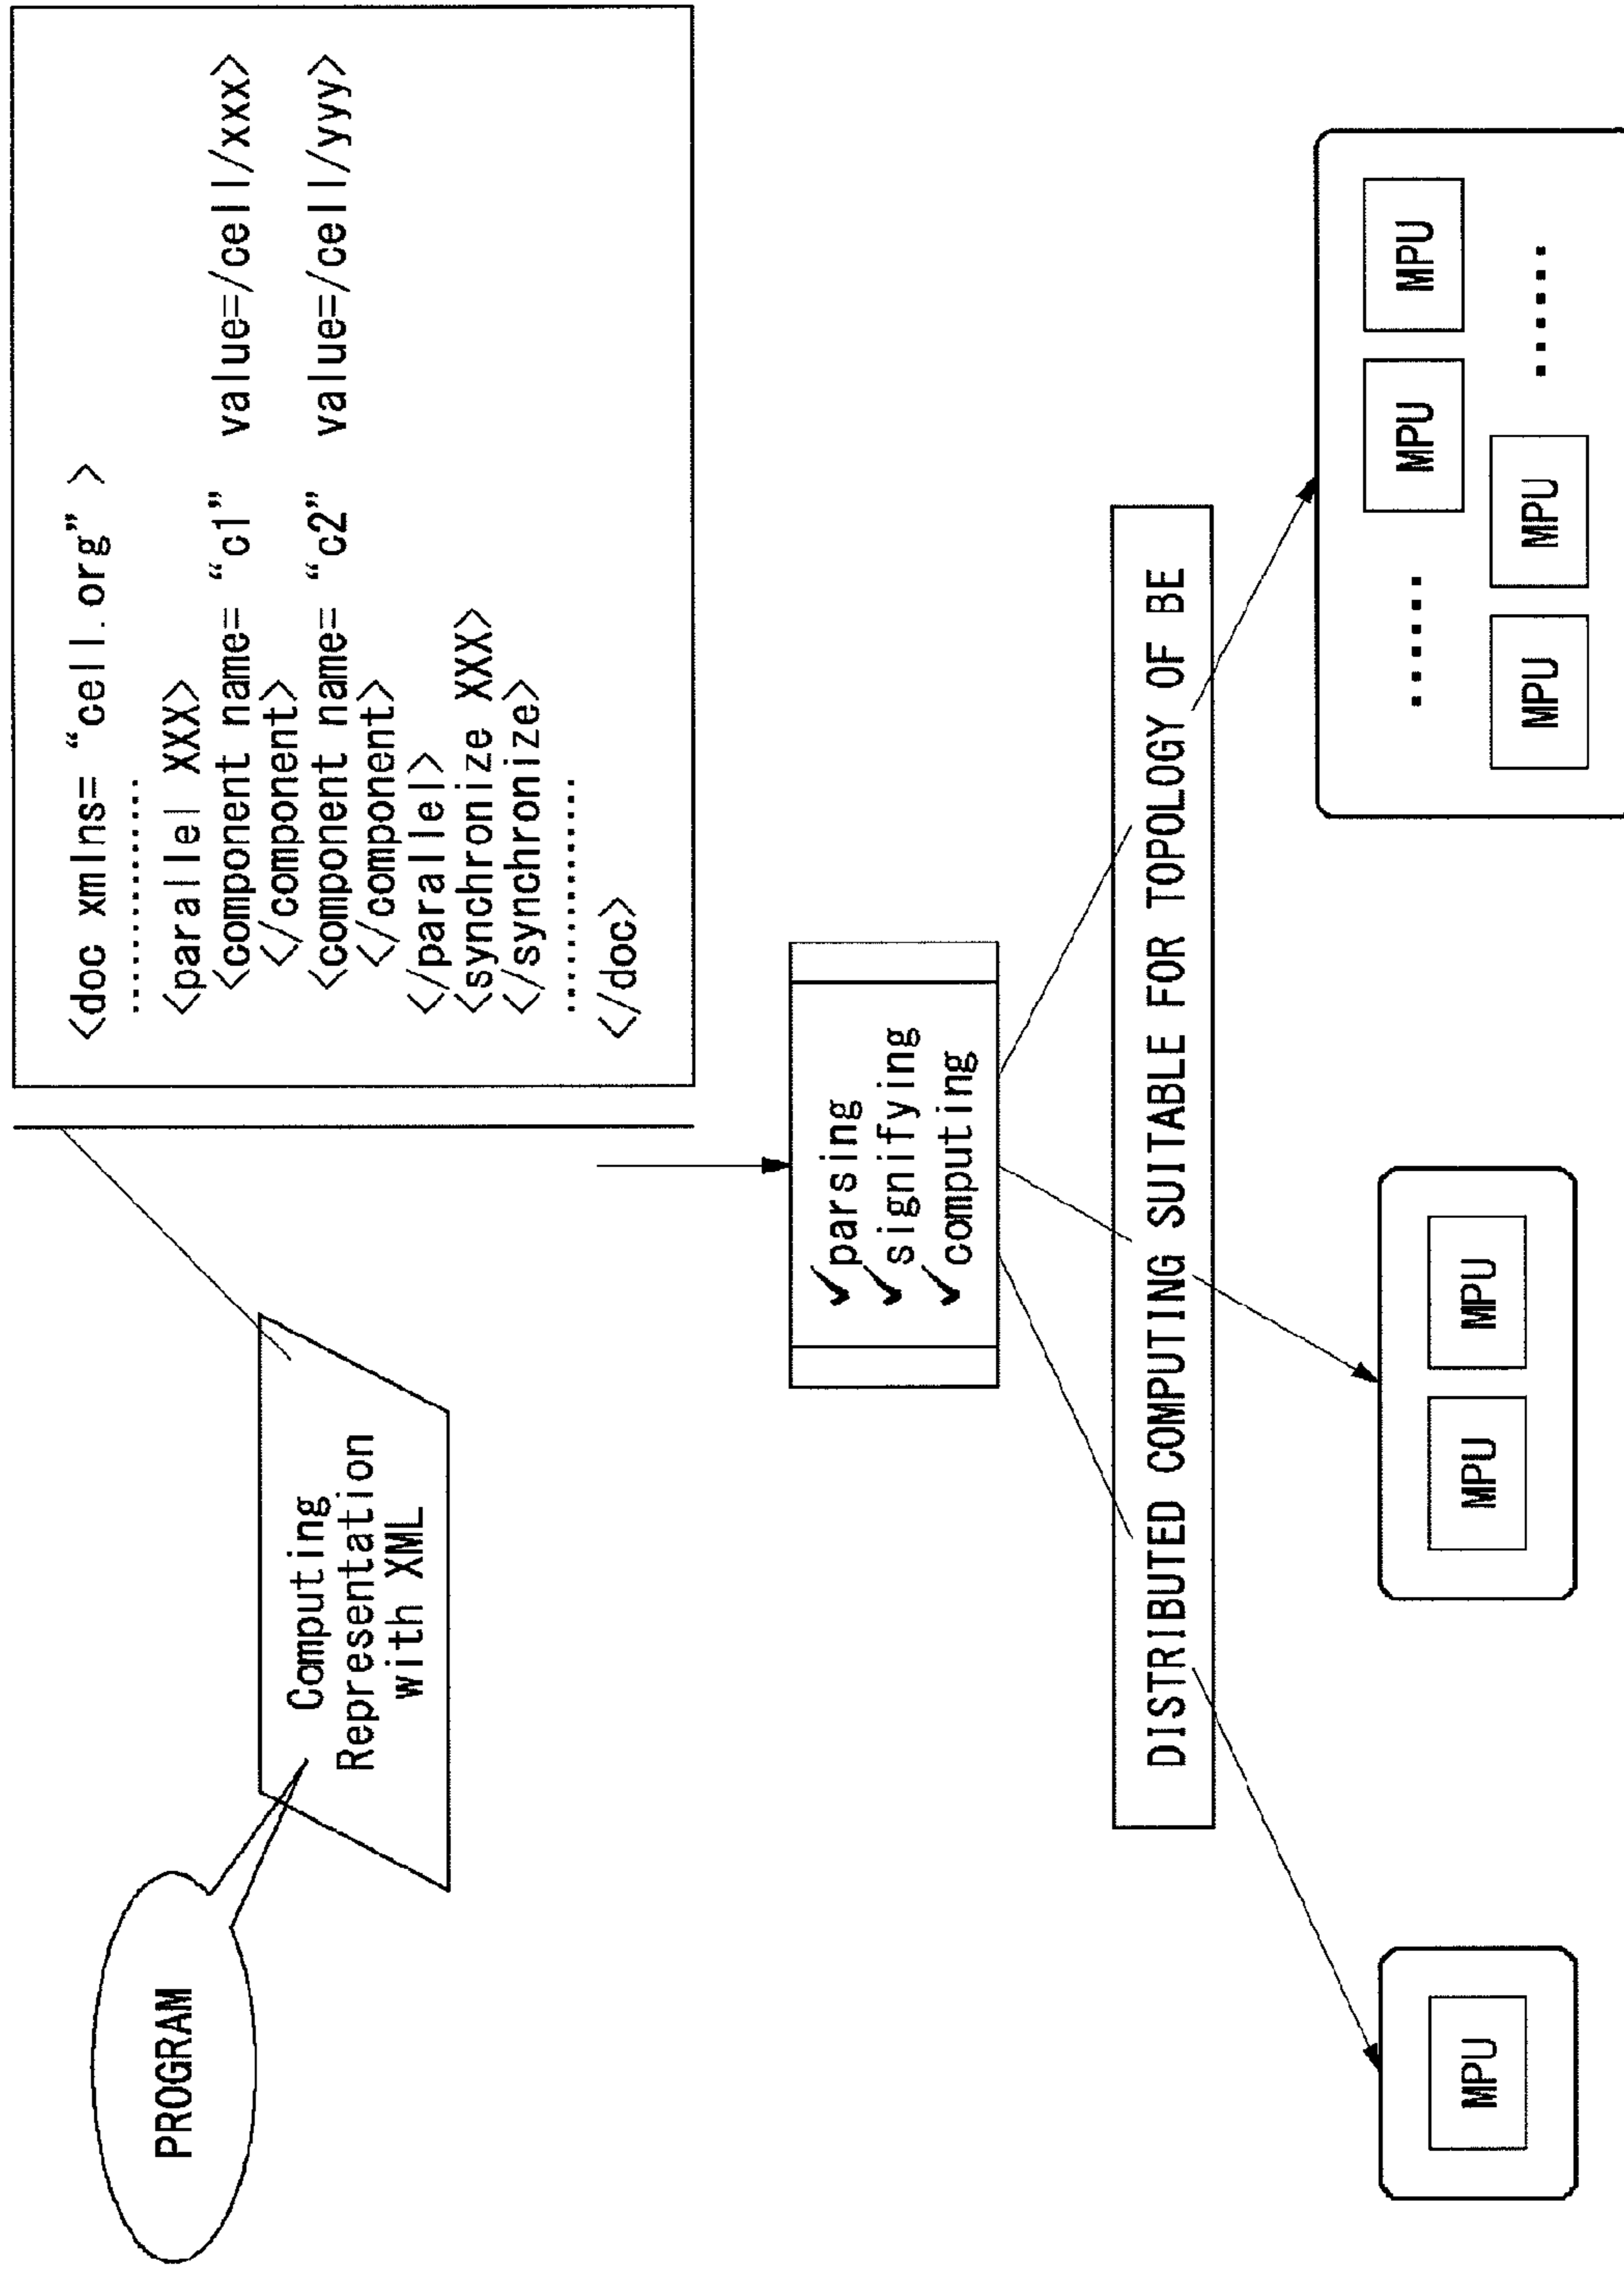 PROGRAM
Computing
Representation
with XML
<doc xmlns= “cell.org” >
................
<parallel XXX>
<component name= “c1” value=/cell/xxx>
</component>
<component name= “c2” value=/cell/yyy>
</component>
</parallel>
<synchronize XXX>
</synchronize>
................
</doc>
✓parsing
✓signifying
✓computing
DISTRIBUTED COMPUTING SUITABLE FOR TOPOLOGY OF BE
MPU
MPU MPU
...... MPU MPU
MPU MPU ......